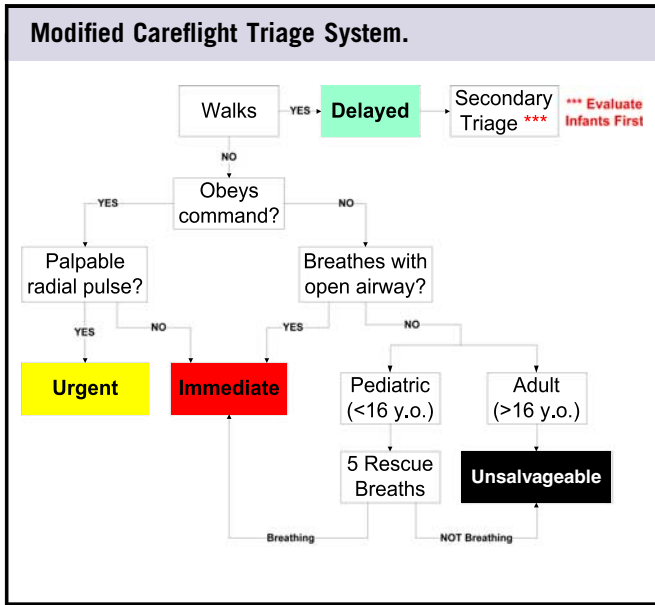 Modified Careflight Triage System.
Walks
YES
Delayed
Secondary
Triage ***
*** Evaluate
Infants First
NO
Obeys
command?
YES
NO
Palpable
radial pulse?
Breathes with
open airway?
YES
NO
YES
NO
Urgent
Immediate
Pediatric
(<16 y.o.)
Adult
(>16 y.o.)
5 Rescue
Breaths
Unsalvageable
Breathing
NOT Breathing